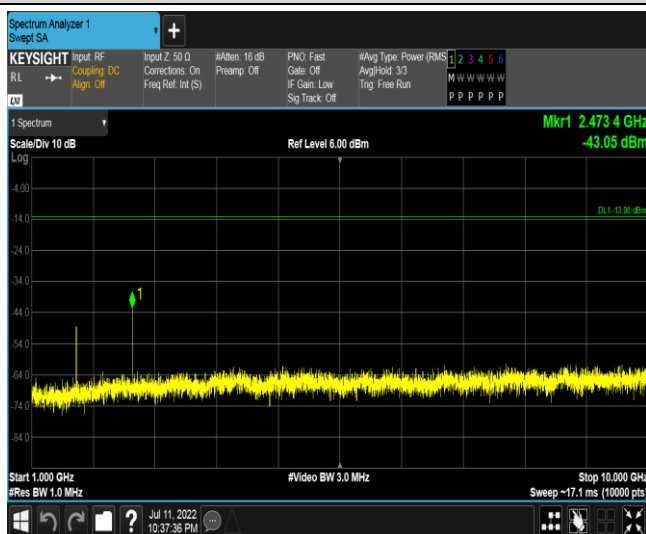 Spectrum Analyzer 1
Swept SA
+
KEYSIGHT Input: RF Input Z: 50 Ω #Atten: 16 dB PNO: Fast #Avg Type: Power (RMS 1 2 3 4 5 6
RL Coupling: DC Corrections: On Preamp: Off Gate: Off Avg|Hold: 3/3 M W W W W W
Align: Off Freq Ref: Int (S) IF Gain: Low Trig: Free Run
LXI Sig Track: Off P P P P P P
1 Spectrum Mkr1 2.473 4 GHz
Scale/Div 10 dB Ref Level 6.00 dBm -43.05 dBm
Log
-4.00
DL1 -13.00 dBm
-14.0
-24.0
-34.0
1
-44.0
-54.0
-64.0
-74.0
-84.0
Start 1.000 GHz #Video BW 3.0 MHz Stop 10.000 GHz
#Res BW 1.0 MHz Sweep ~17.1 ms (10000 pts)
? Jul 11, 2022
10:37:36 PM